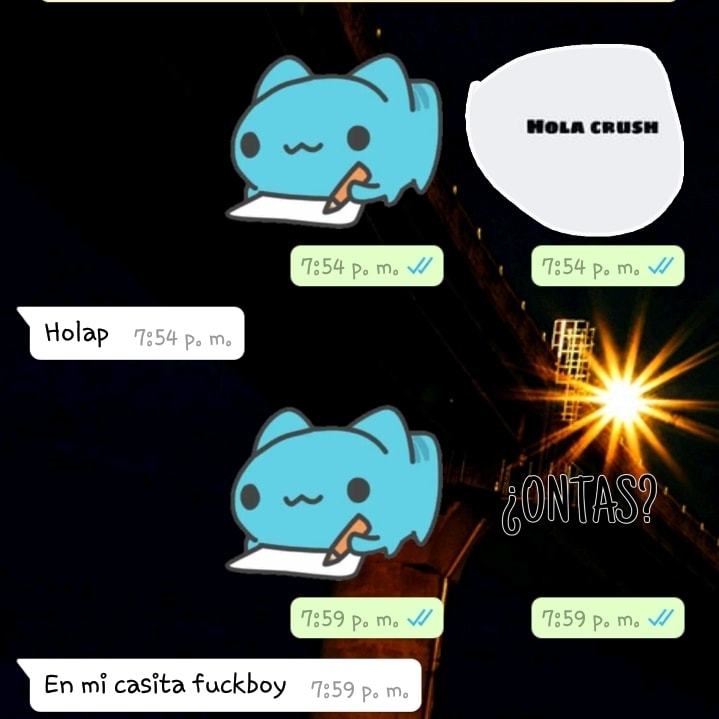 HOLA CRUSH
7:54 p. m.
7:54 p. m.
Holap 7:54 p. m.
¿ONTAS?
7:59 p. m.
7:59 p. m.
En mi casita fuckboy 7:59 p. m.